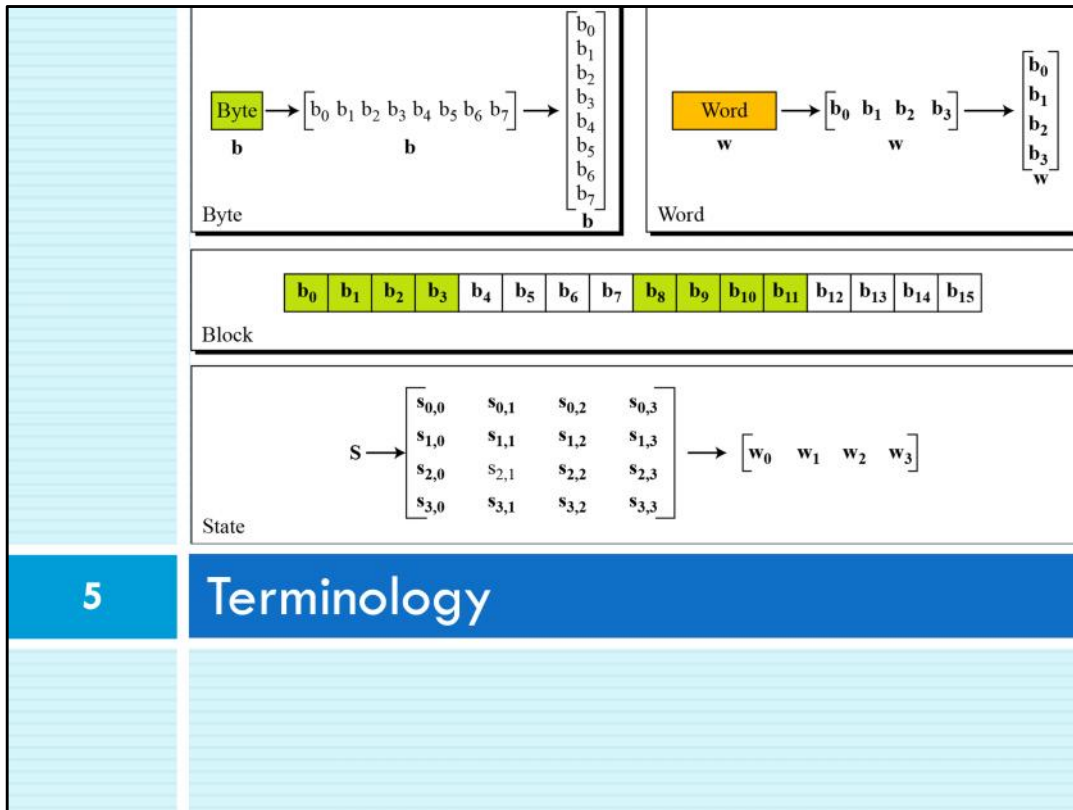 Byte → [b0 b1 b2 b3 b4 b5 b6 b7] →
b0
b1
b2
b3
b4
b5
b6
b7
b
b
b
Byte
Word → [b0 b1 b2 b3] →
b0
b1
b2
b3
w
w
w
Word
b0 b1 b2 b3 b4 b5 b6 b7 b8 b9 b10 b11 b12 b13 b14 b15
Block
s0,0 s0,1 s0,2 s0,3
s1,0 s1,1 s1,2 s1,3
S → [w0 w1 w2 w3]
s2,0 s2,1 s2,2 s2,3
s3,0 s3,1 s3,2 s3,3
State
5
Terminology